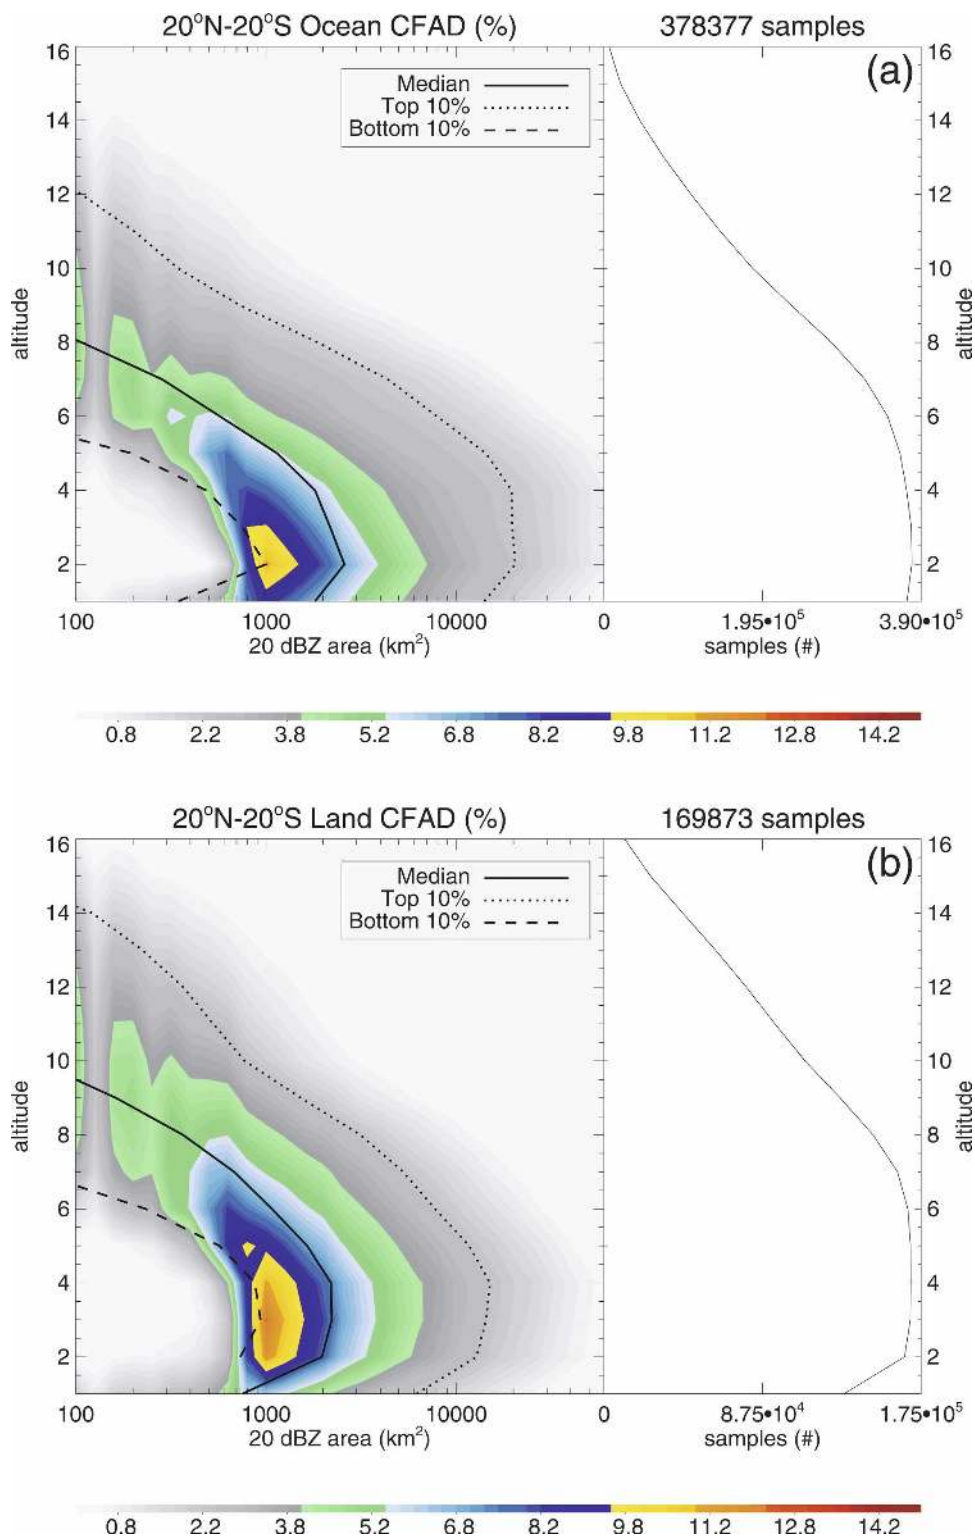 20°N-20°S Ocean CFAD (%) 378377 samples
16 16
(a)
Median
Top 10%
Bottom 10%
14 14
12 12
10 10
altitude altitude
8 8
6 6
4 4
2 2
100 1000 10000 0 1.95•10⁵ 3.90•10⁵
20 dBZ area (km²) samples (#)
0.8 2.2 3.8 5.2 6.8 8.2 9.8 11.2 12.8 14.2
20°N-20°S Land CFAD (%) 169873 samples
16 16
(b)
Median
Top 10%
Bottom 10%
14 14
12 12
10 10
altitude altitude
8 8
6 6
4 4
2 2
100 1000 10000 0 8.75•10⁴ 1.75•10⁵
20 dBZ area (km²) samples (#)
0.8 2.2 3.8 5.2 6.8 8.2 9.8 11.2 12.8 14.2